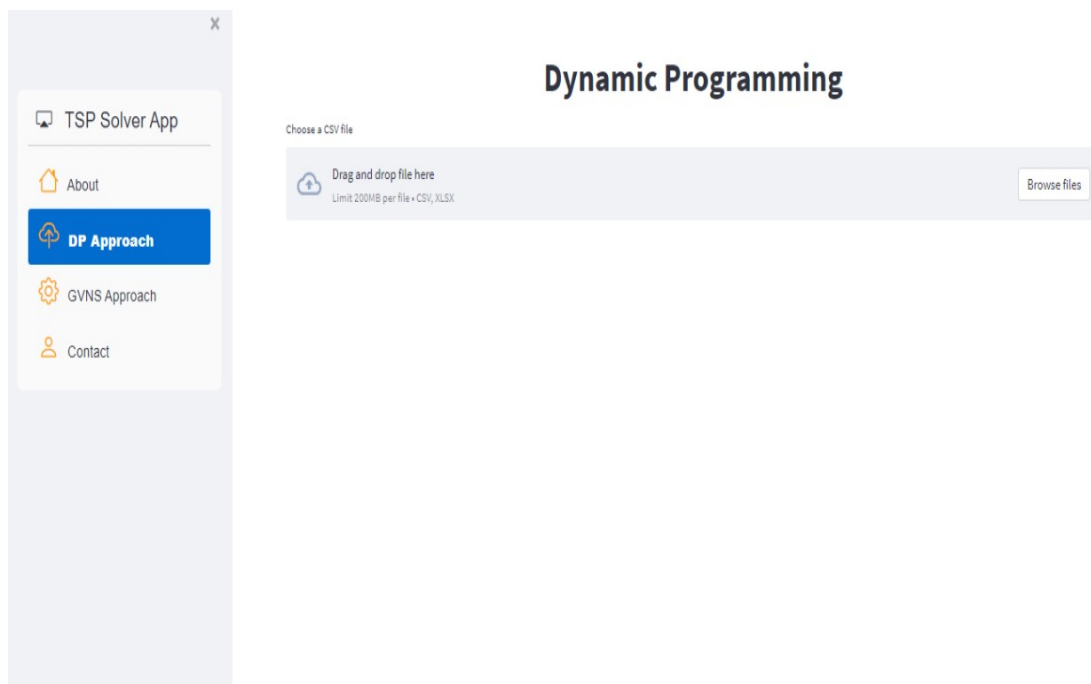 x
TSP Solver App
About
DP Approach
GVNS Approach
Contact
Dynamic Programming
Choose a CSV file
Drag and drop file here
Limit 200MB per file • CSV, XLSX
Browse files